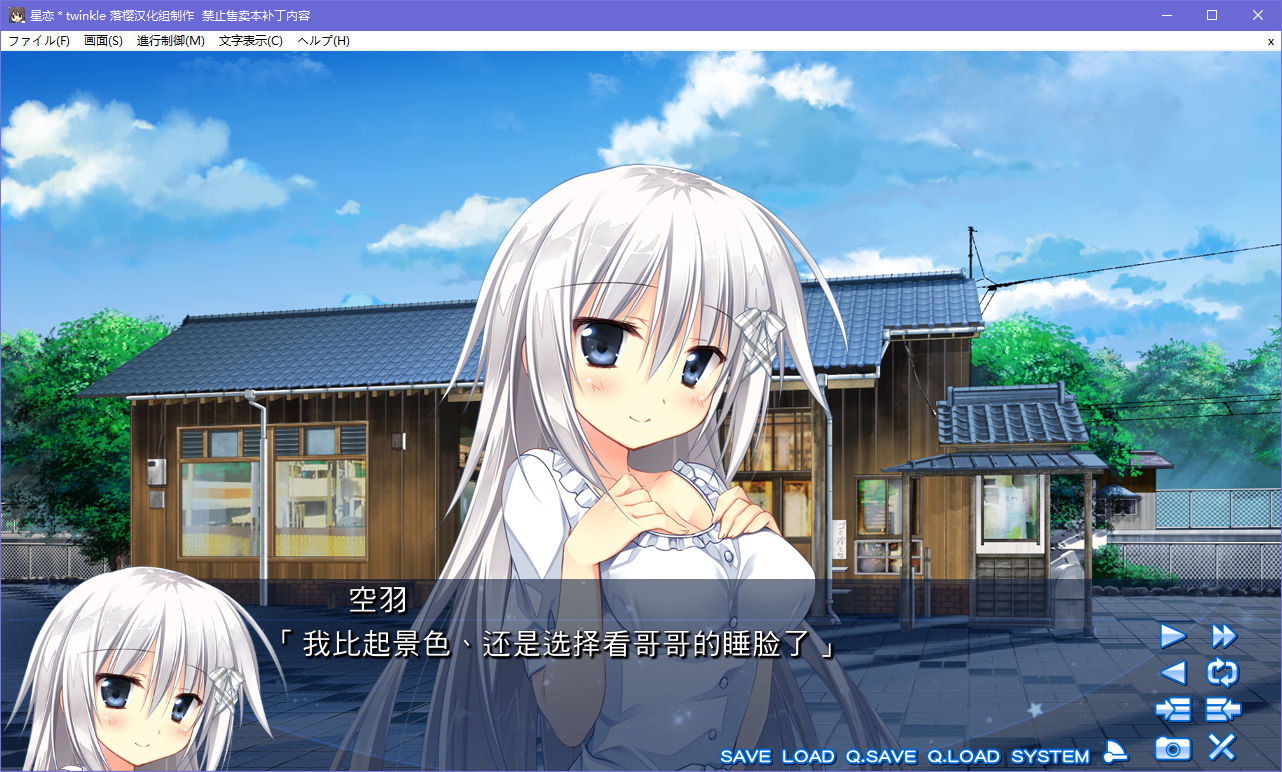 星恋 * twinkle 落樱汉化组制作  禁止售卖本补丁内容
ファイル(F) 画面(S) 進行制御(M) 文字表示(C) ヘルプ(H) x
空羽
「 我比起景色、还是选择看哥哥的睡脸了 」
SAVE LOAD Q.SAVE Q.LOAD SYSTEM